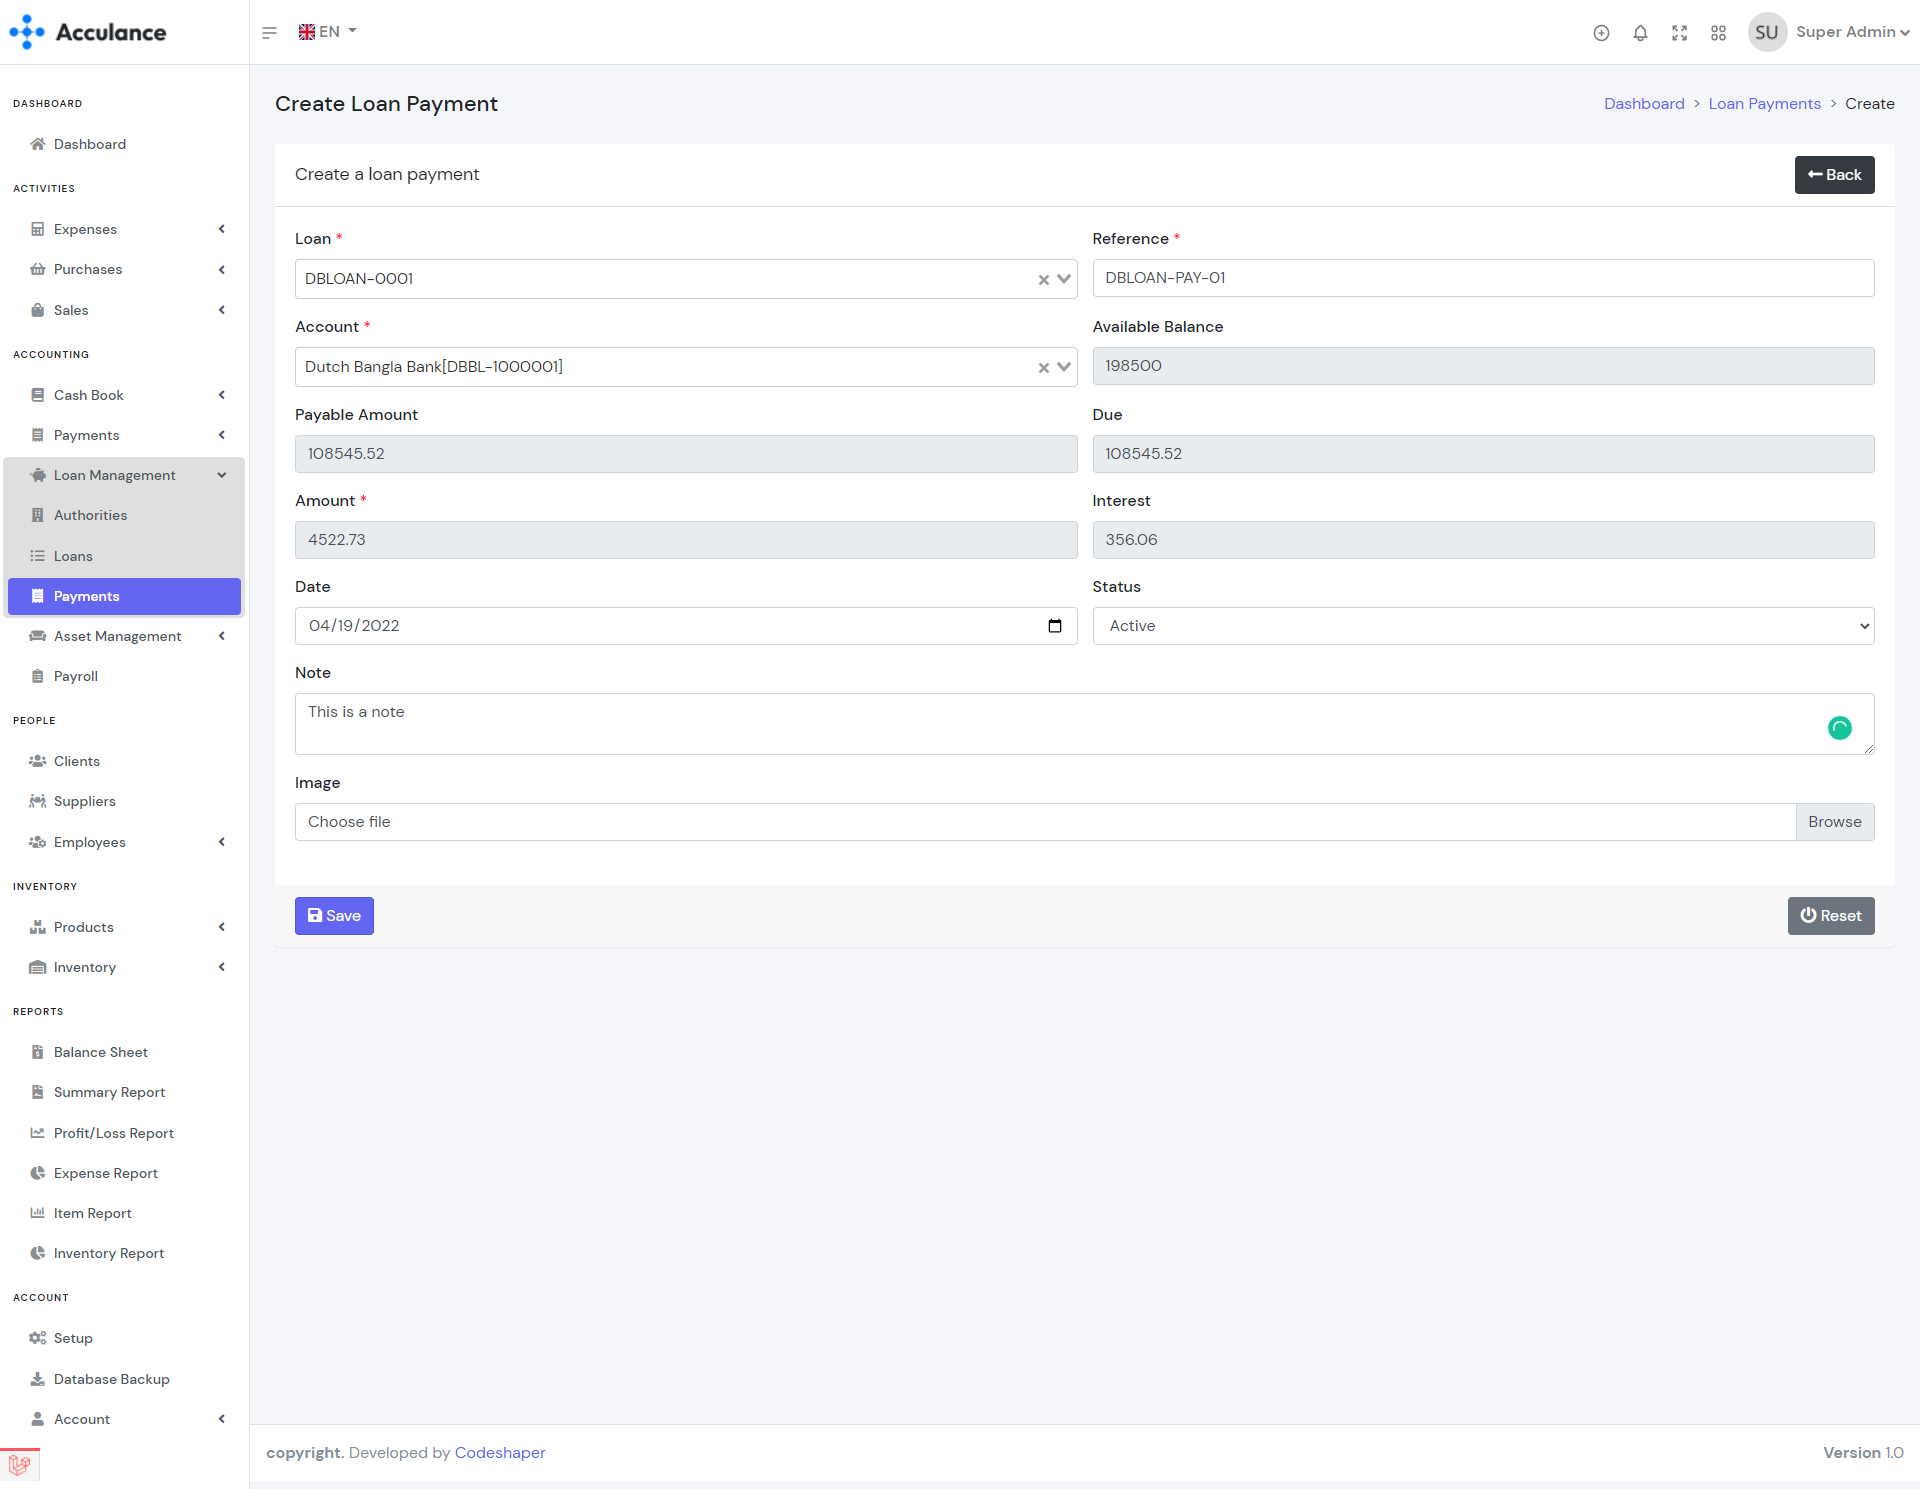 Acculance
EN
SU
Super Admin
DASHBOARD
Dashboard
ACTIVITIES
Expenses
Purchases
Sales
ACCOUNTING
Cash Book
Payments
Loan Management
Authorities
Loans
Payments
Asset Management
Payroll
PEOPLE
Clients
Suppliers
Employees
INVENTORY
Products
Inventory
REPORTS
Balance Sheet
Summary Report
Profit/Loss Report
Expense Report
Item Report
Inventory Report
ACCOUNT
Setup
Database Backup
Account
Create Loan Payment
Dashboard > Loan Payments > Create
Create a loan payment
Back
Loan *
DBLOAN-0001
Reference *
DBLOAN-PAY-01
Account *
Dutch Bangla Bank[DBBL-1000001]
Available Balance
198500
Payable Amount
108545.52
Due
108545.52
Amount *
4522.73
Interest
356.06
Date
04/19/2022
Status
Active
Note
This is a note
Image
Choose file
Browse
Save
Reset
copyright. Developed by Codeshaper
Version 1.0